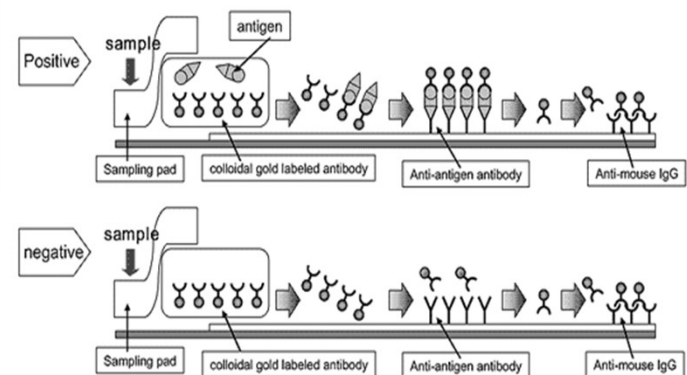 antigen
sample
Positive
Sampling pad
colloidal gold labeled antibody
Anti-antigen antibody
Anti-mouse IgG
sample
negative
Sampling pad
colloidal gold labeled antibody
Anti-antigen antibody
Anti-mouse IgG